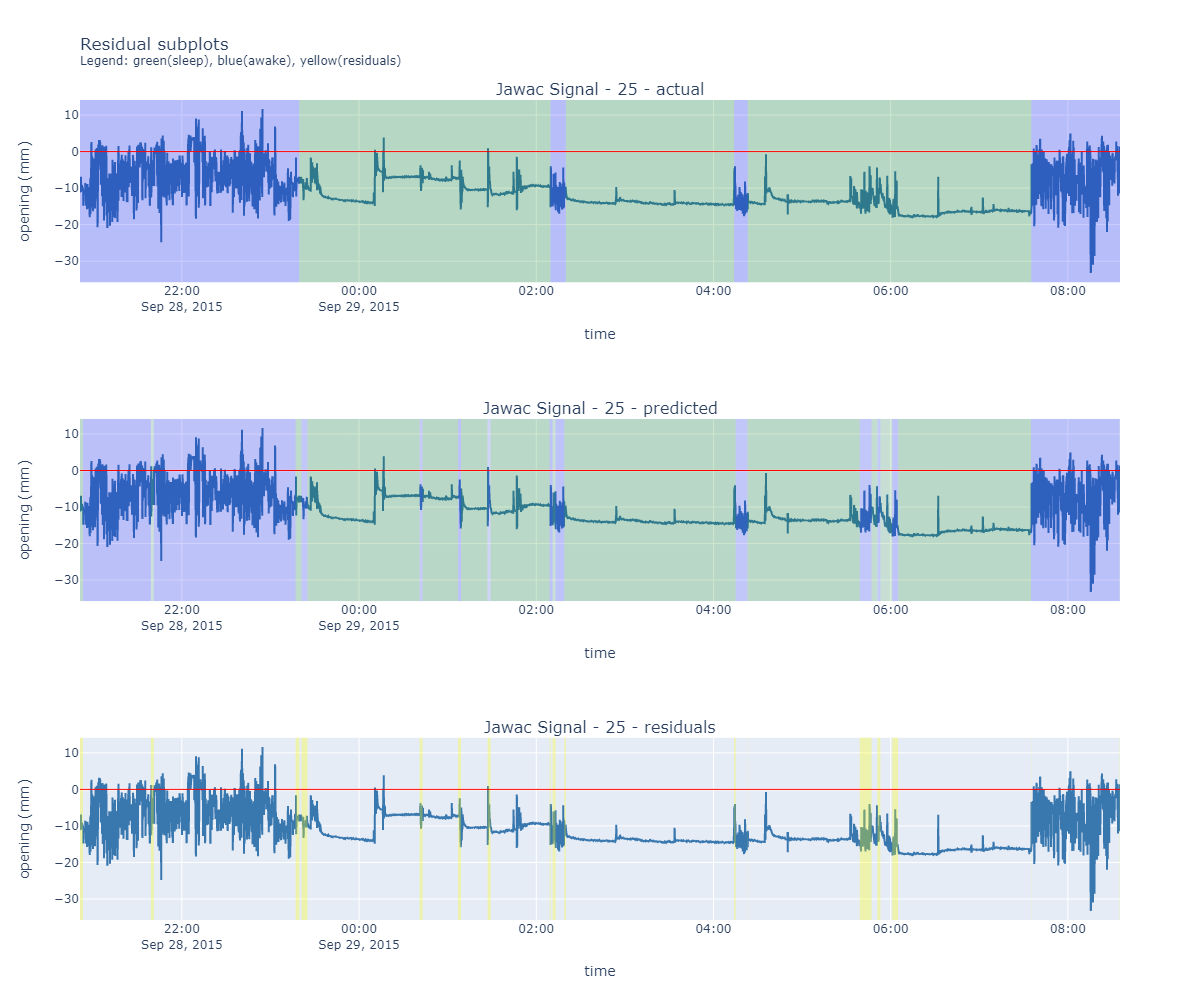 Residual subplots
Legend: green(sleep), blue(awake), yellow(residuals)
Jawac Signal - 25 - actual
opening (mm)
10
0
−10
−20
−30
22:00
Sep 28, 2015
00:00
Sep 29, 2015
02:00
04:00
06:00
08:00
time
Jawac Signal - 25 - predicted
opening (mm)
10
0
−10
−20
−30
22:00
Sep 28, 2015
00:00
Sep 29, 2015
02:00
04:00
06:00
08:00
time
Jawac Signal - 25 - residuals
opening (mm)
10
0
−10
−20
−30
22:00
Sep 28, 2015
00:00
Sep 29, 2015
02:00
04:00
06:00
08:00
time